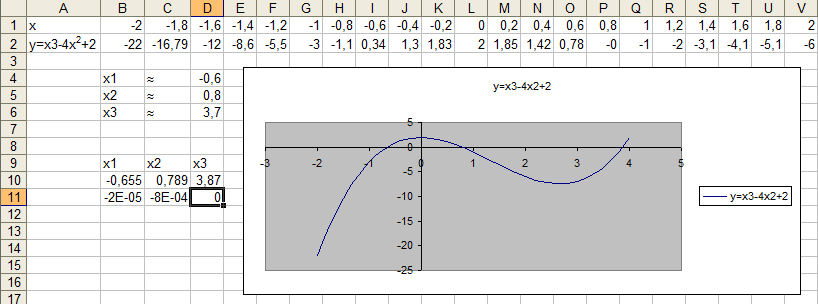 A B C D E F G H I J K L M N O P Q R S T U V
1 x -2 -1,8 -1,6 -1,4 -1,2 -1 -0,8 -0,6 -0,4 -0,2 0 0,2 0,4 0,6 0,8 1 1,2 1,4 1,6 1,8 2
2 y=x3-4x²+2 -22 -16,79 -12 -8,6 -5,5 -3 -1,1 0,34 1,3 1,83 2 1,85 1,42 0,78 -0 -1 -2 -3,1 -4,1 -5,1 -6
3
4 x1 ≈ -0,6
5 x2 ≈ 0,8
6 x3 ≈ 3,7
7
8
9 x1 x2 x3
10 -0,655 0,789 3,87
11 -2E-05 -8E-04 0
12
13
14
15
16
17
y=x3-4x2+2
5
0
-5
-10
-15
-20
-25
-3 -2 -1 0 1 2 3 4 5
y=x3-4x2+2